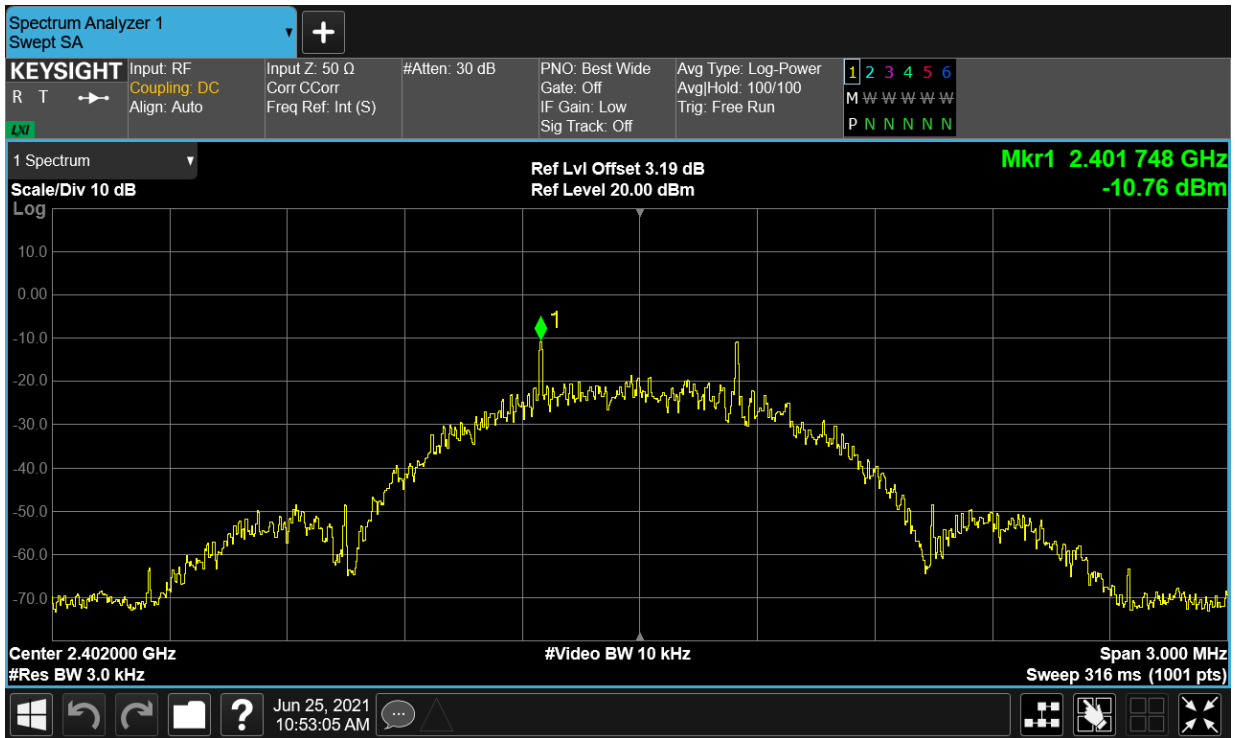 Spectrum Analyzer 1
Swept SA
+
KEYSIGHT
R T
LXI
Input: RF
Coupling: DC
Align: Auto
Input Z: 50 Ω
Corr CCorr
Freq Ref: Int (S)
#Atten: 30 dB
PNO: Best Wide
Gate: Off
IF Gain: Low
Sig Track: Off
Avg Type: Log-Power
Avg|Hold: 100/100
Trig: Free Run
1 2 3 4 5 6
M W W W W W
P N N N N N
1 Spectrum
Scale/Div 10 dB
Log
Ref Lvl Offset 3.19 dB
Ref Level 20.00 dBm
Mkr1 2.401 748 GHz
-10.76 dBm
10.0
0.00
-10.0
-20.0
-30.0
-40.0
-50.0
-60.0
-70.0
1
Center 2.402000 GHz
#Res BW 3.0 kHz
#Video BW 10 kHz
Span 3.000 MHz
Sweep 316 ms (1001 pts)
?
Jun 25, 2021
10:53:05 AM